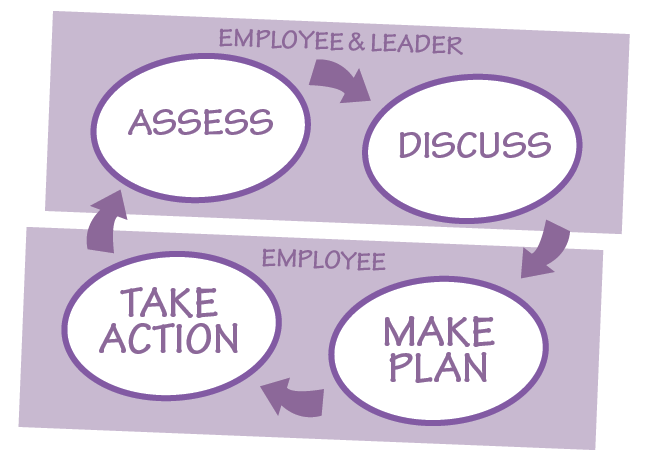 EMPLOYEE & LEADER
ASSESS
DISCUSS
EMPLOYEE
TAKE
ACTION
MAKE
PLAN